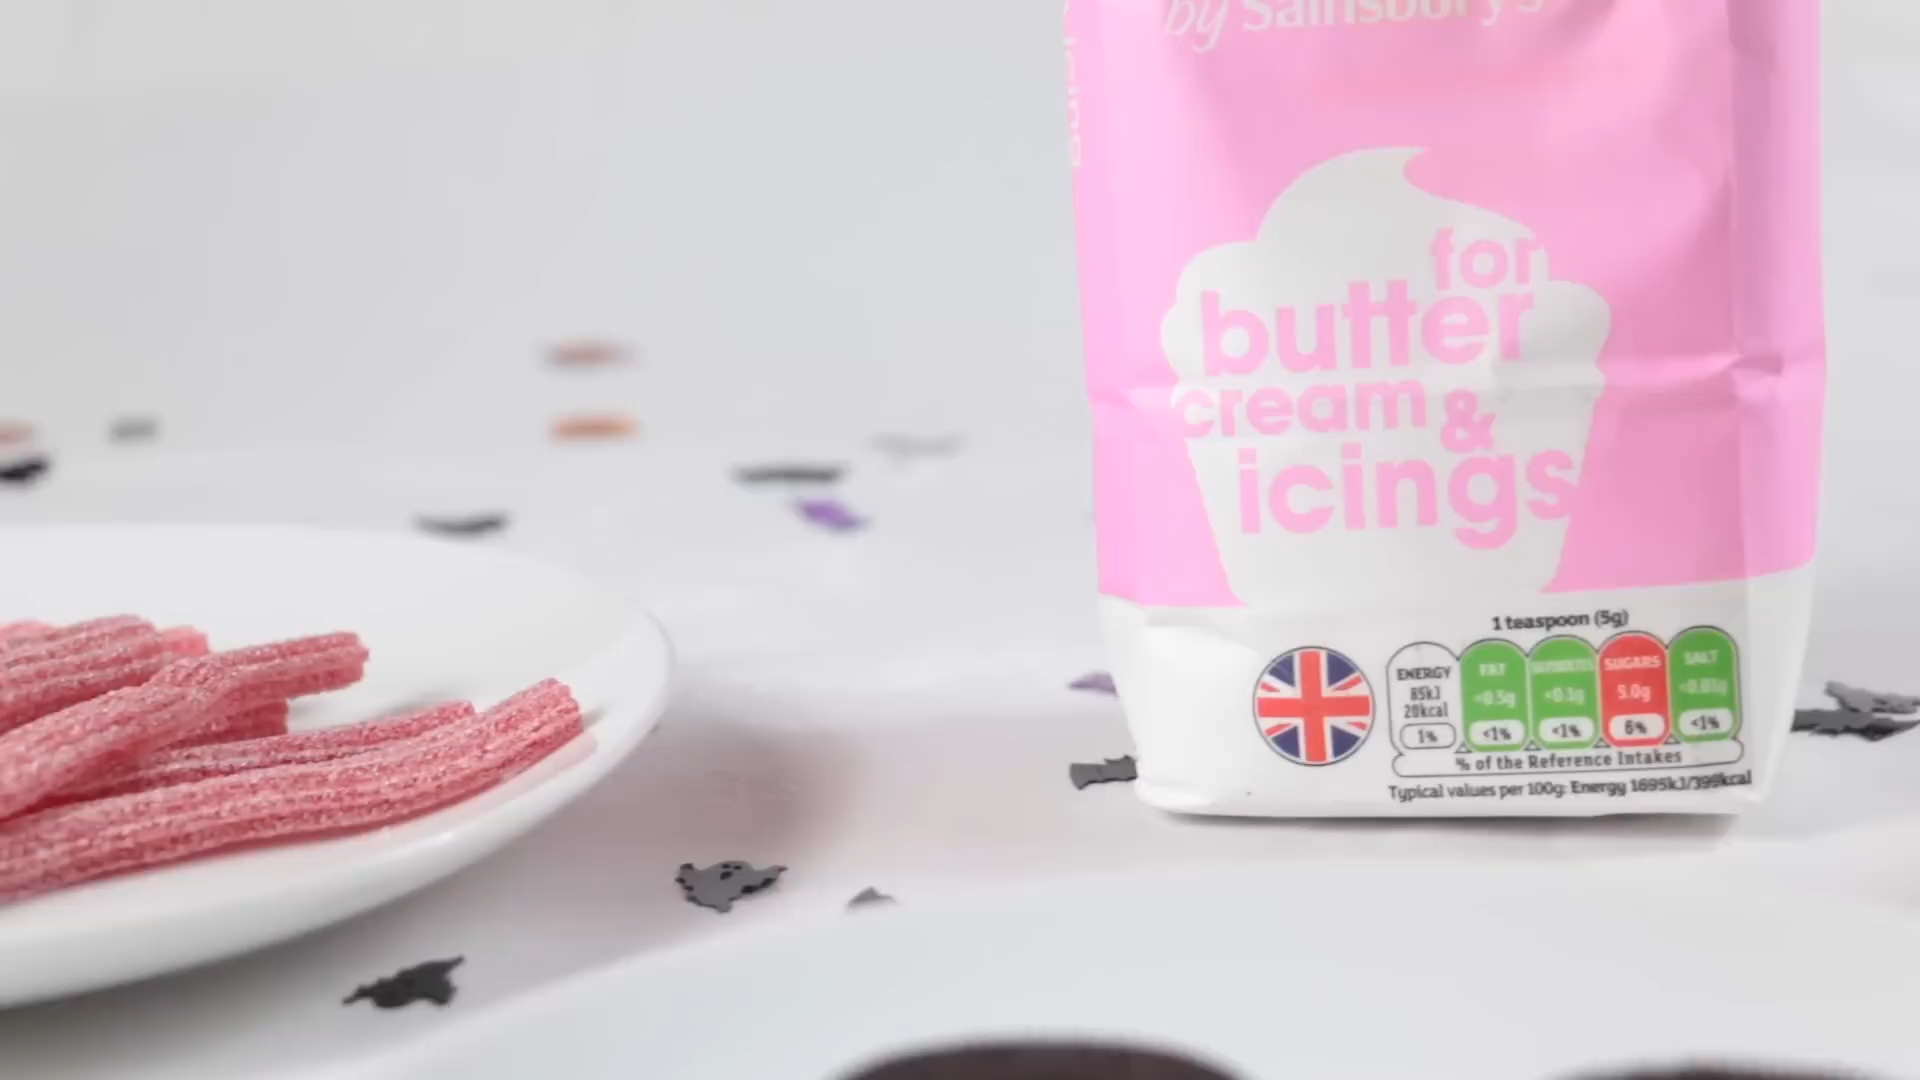 by Sainsbury's
icing
for
butter
cream &
icings
1 teaspoon (5g)
ENERGY
85kJ
20kcal
1%
FAT
<0.5g
<1%
SATURATES
<0.1g
<1%
SUGARS
5.0g
6%
SALT
<0.01g
<1%
% of the Reference Intakes
Typical values per 100g: Energy 1695kJ/399kcal